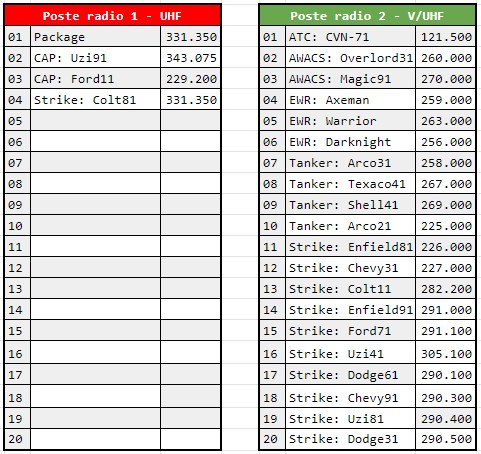 Poste radio 1 - UHF
01 Package 331.350
02 CAP: Uzi91 343.075
03 CAP: Ford11 229.200
04 Strike: Colt81 331.350
05
06
07
08
09
10
11
12
13
14
15
16
17
18
19
20
Poste radio 2 - V/UHF
01 ATC: CVN-71 121.500
02 AWACS: Overlord31 260.000
03 AWACS: Magic91 270.000
04 EWR: Axeman 259.000
05 EWR: Warrior 263.000
06 EWR: Darknight 256.000
07 Tanker: Arco31 258.000
08 Tanker: Texaco41 267.000
09 Tanker: Shell41 269.000
10 Tanker: Arco21 225.000
11 Strike: Enfield81 226.000
12 Strike: Chevy31 227.000
13 Strike: Colt11 282.200
14 Strike: Enfield91 291.000
15 Strike: Ford71 291.100
16 Strike: Uzi41 305.100
17 Strike: Dodge61 290.100
18 Strike: Chevy91 290.300
19 Strike: Uzi81 290.400
20 Strike: Dodge31 290.500